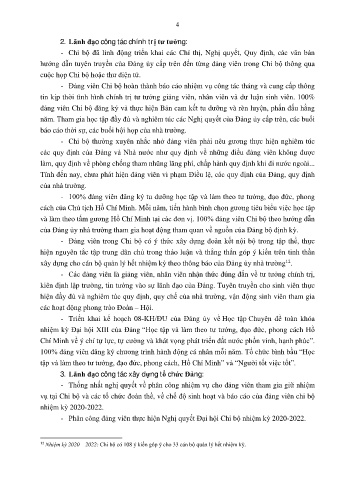 4
2. Lãnh đạo công tác chính trị tư tưởng:
- Chi bộ đã linh động triển khai các Chỉ thị, Nghị quyết, Quy định, các văn bản
hướng dẫn tuyên truyền của Đảng ủy cấp trên đến từng đảng viên trong Chi bộ thông qua
cuộc họp Chi bộ hoặc thư điện tử.
- Đảng viên Chi bộ hoàn thành báo cáo nhiệm vụ công tác tháng và cung cấp thông
tin kịp thời tình hình chính trị tư tưởng giảng viên, nhân viên và dư luận sinh viên. 100%
đảng viên Chi bộ đăng ký và thực hiện Bản cam kết tu dưỡng và rèn luyện, phấn đấu hằng
năm. Tham gia học tập đầy đủ và nghiêm túc các Nghị quyết của Đảng ủy cấp trên, các buổi
báo cáo thời sự, các buổi hội họp của nhà trường.
- Chi bộ thường xuyên nhắc nhở đảng viên phải nêu gương thực hiện nghiêm túc
các quy định của Đảng và Nhà nước như quy định về những điều đảng viên không được
làm, quy định về phòng chống tham nhũng lãng phí, chấp hành quy định khi đi nước ngoài...
Tính đến nay, chưa phát hiện đảng viên vi phạm Điều lệ, các quy định của Đảng, quy định
của nhà trường.
- 100% đảng viên đăng ký tu dưỡng học tập và làm theo tư tưởng, đạo đức, phong
cách của Chủ tịch Hồ Chí Minh. Mỗi năm, tiến hành bình chọn gương tiêu biểu việc học tập
và làm theo tấm gương Hồ Chí Minh tại các đơn vị. 100% đảng viên Chi bộ theo hướng dẫn
của Đảng ủy nhà trường tham gia hoạt động tham quan về nguồn của Đảng bộ định kỳ.
- Đảng viên trong Chi bộ có ý thức xây dựng đoàn kết nội bộ trong tập thể, thực
hiện nguyên tắc tập trung dân chủ trong thảo luận và thẳng thắn góp ý kiến trên tinh thần
xây dựng cho cán bộ quản lý hết nhiệm kỳ theo thông báo của Đảng ủy nhà trường¹².
- Các đảng viên là giảng viên, nhân viên nhận thức đúng đắn về tư tưởng chính trị,
kiên định lập trường, tin tưởng vào sự lãnh đạo của Đảng. Tuyên truyền cho sinh viên thực
hiện đầy đủ và nghiêm túc quy định, quy chế của nhà trường, vận động sinh viên tham gia
các hoạt động phong trào Đoàn – Hội.
- Triển khai kế hoạch 08-KH/ĐU của Đảng ủy về Học tập Chuyên đề toàn khóa
nhiệm kỳ Đại hội XIII của Đảng “Học tập và làm theo tư tưởng, đạo đức, phong cách Hồ
Chí Minh về ý chí tự lực, tự cường và khát vọng phát triển đất nước phồn vinh, hạnh phúc”.
100% đảng viên đăng ký chương trình hành động cá nhân mỗi năm. Tổ chức bình bầu “Học
tập và làm theo tư tưởng, đạo đức, phong cách, Hồ Chí Minh” và “Người tốt việc tốt”.
3. Lãnh đạo công tác xây dựng tổ chức Đảng:
- Thống nhất nghị quyết về phân công nhiệm vụ cho đảng viên tham gia giữ nhiệm
vụ tại Chi bộ và các tổ chức đoàn thể, về chế độ sinh hoạt và báo cáo của đảng viên chi bộ
nhiệm kỳ 2020-2022.
- Phân công đảng viên thực hiện Nghị Quyết Đại hội Chi bộ nhiệm kỳ 2020-2022.
¹² Nhiệm kỳ 2020 2022: Chi bộ có 108 ý kiến góp ý cho 33 cán bộ quản lý hết nhiệm kỳ.